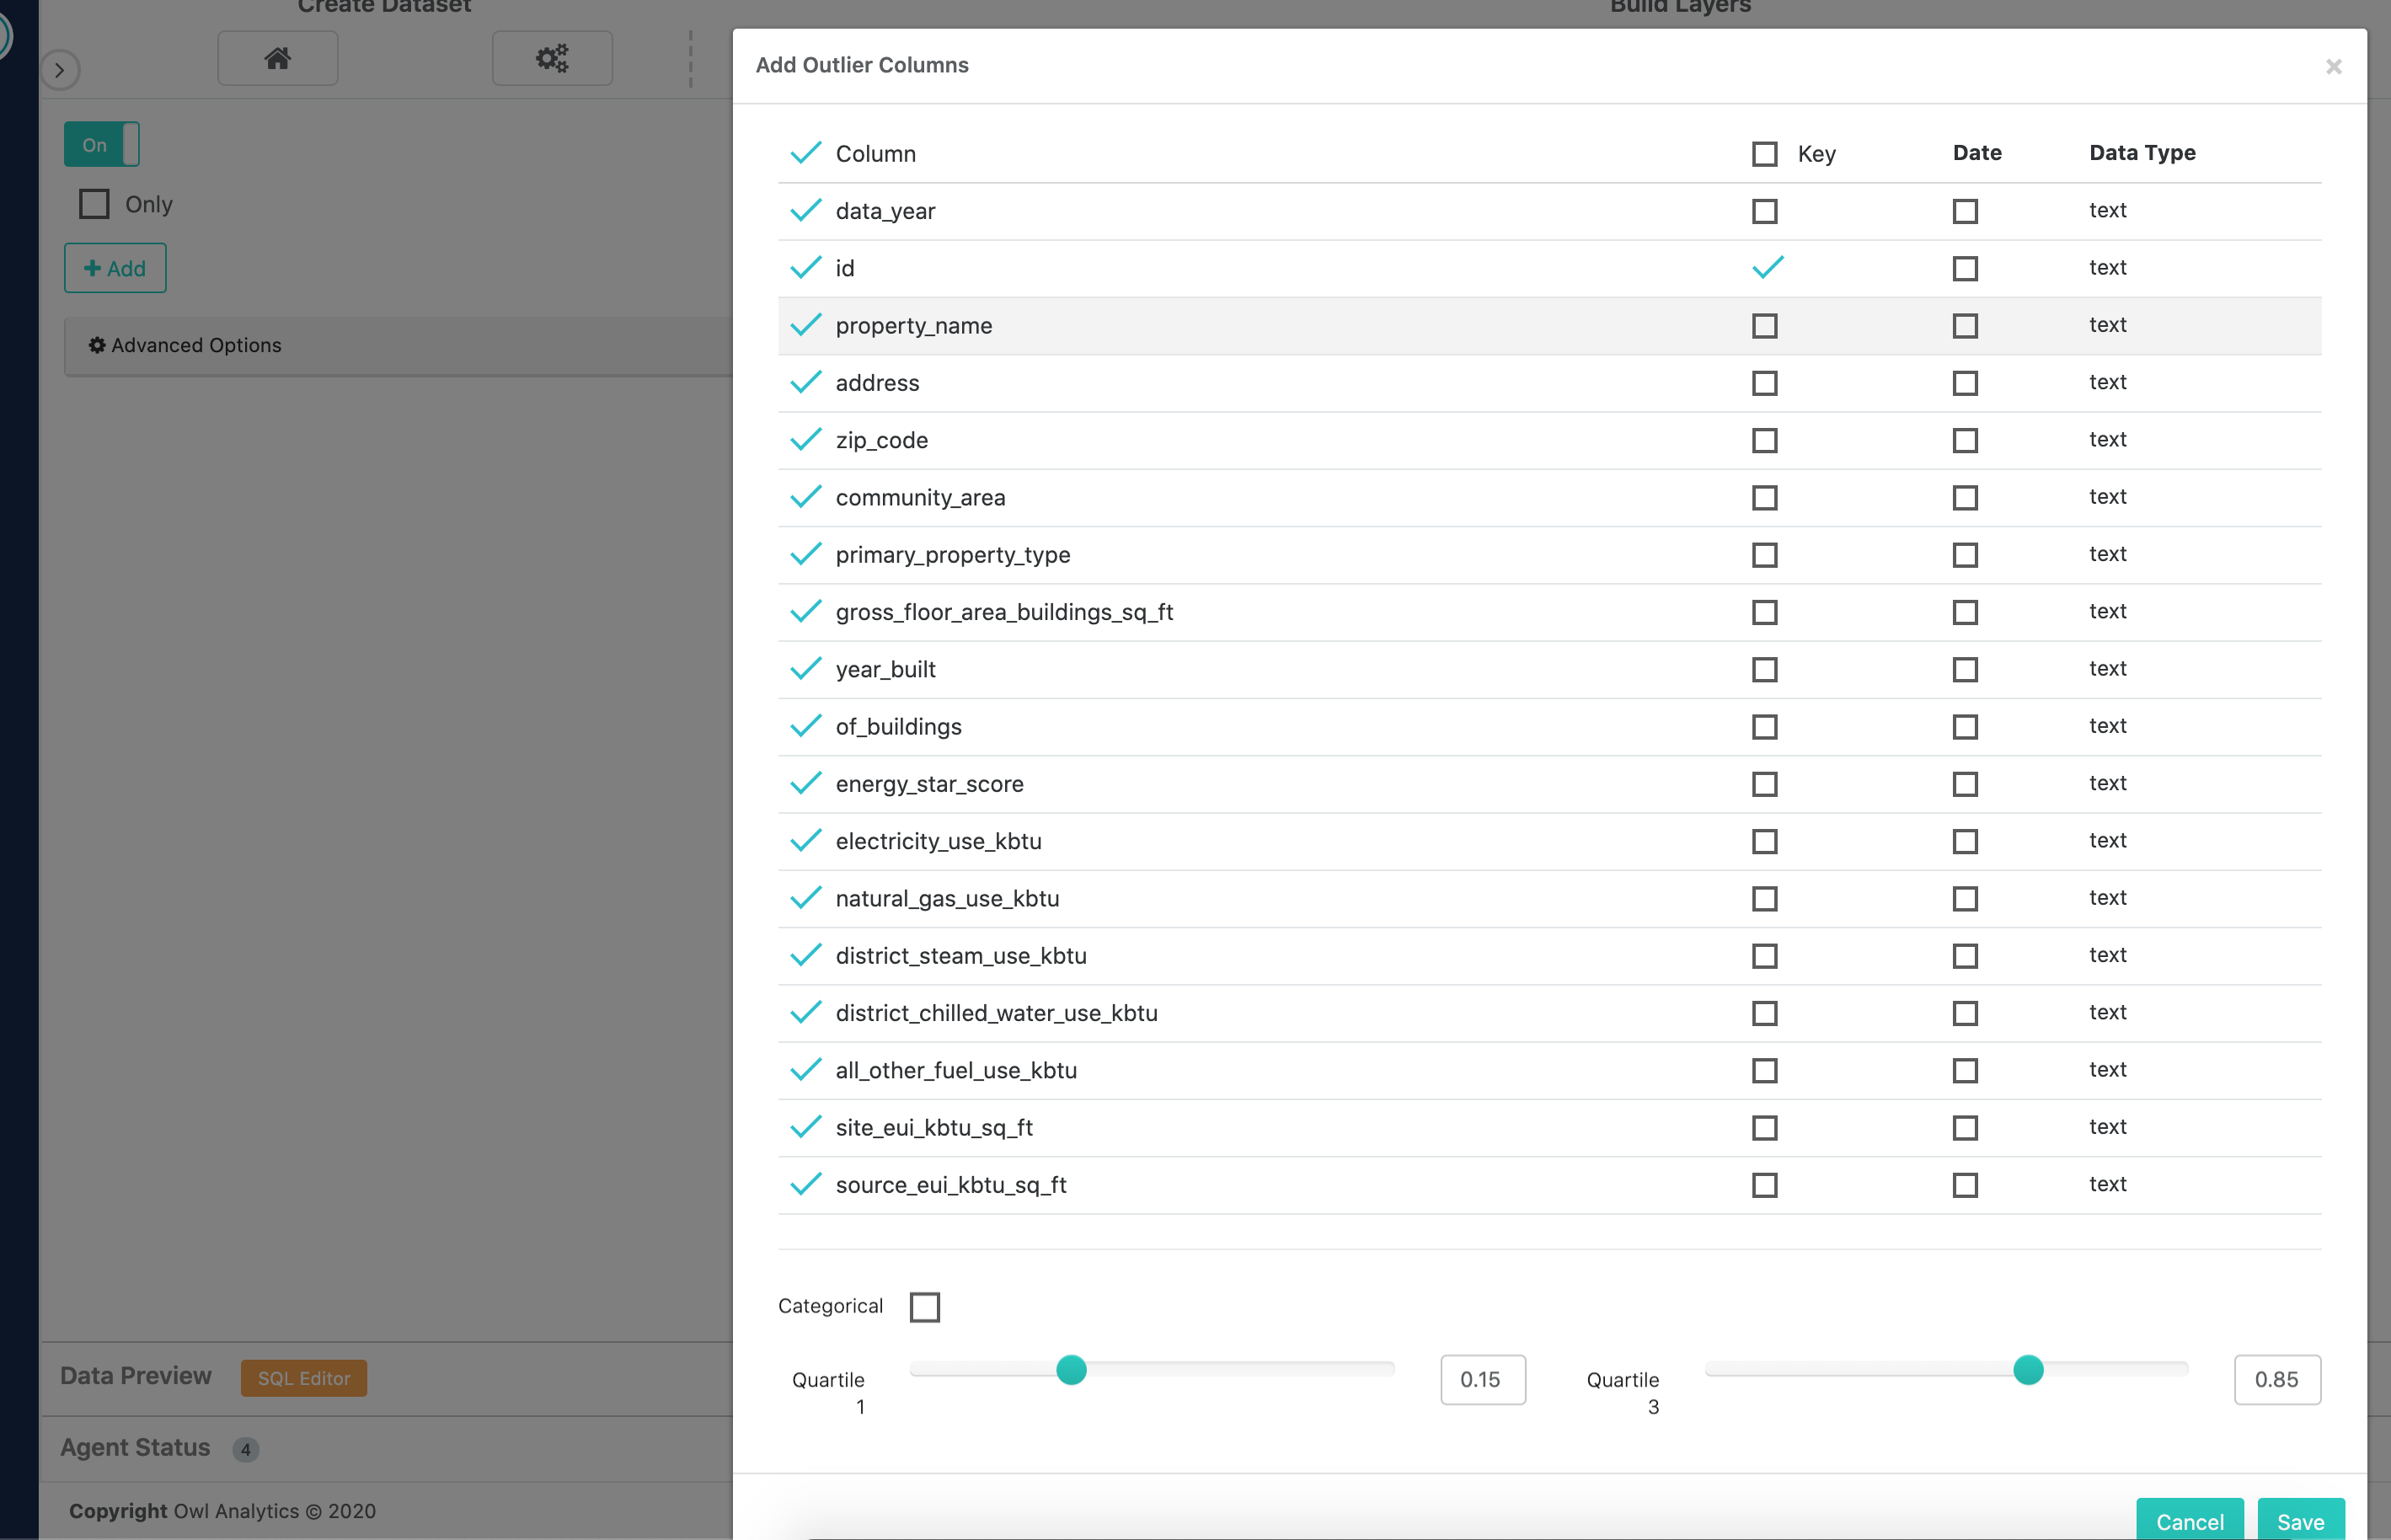 Create Dataset
Build Layers
Add Outlier Columns
On
Only
Add
Advanced Options
Column Key Date Data Type
data_year text
id text
property_name text
address text
zip_code text
community_area text
primary_property_type text
gross_floor_area_buildings_sq_ft text
year_built text
of_buildings text
energy_star_score text
electricity_use_kbtu text
natural_gas_use_kbtu text
district_steam_use_kbtu text
district_chilled_water_use_kbtu text
all_other_fuel_use_kbtu text
site_eui_kbtu_sq_ft text
source_eui_kbtu_sq_ft text
Categorical
Quartile 1 0.15 Quartile 3 0.85
Data Preview SQL Editor
Agent Status 4
Copyright Owl Analytics © 2020
Cancel Save